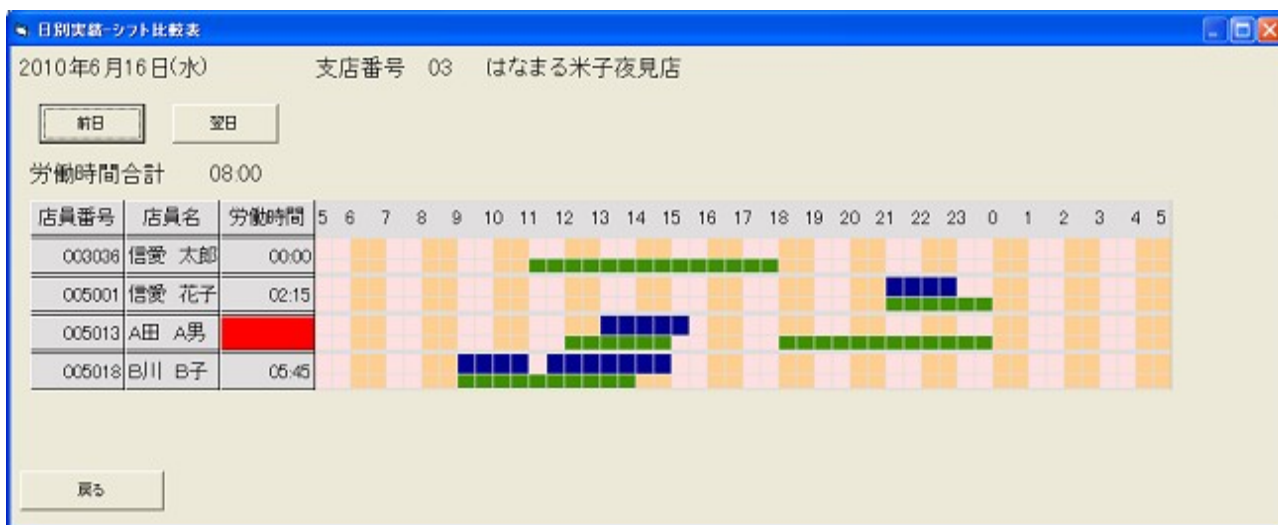 日別実績-シフト比較表
2010年6月16日(水) 支店番号 03 はなまる米子夜見店
前日 翌日
労働時間合計 08:00
店員番号 店員名 労働時間 5 6 7 8 9 10 11 12 13 14 15 16 17 18 19 20 21 22 23 0 1 2 3 4 5
003036 信愛 太郎 00:00
005001 信愛 花子 02:15
005013 A田 A男
005018 B川 B子 05:45
戻る